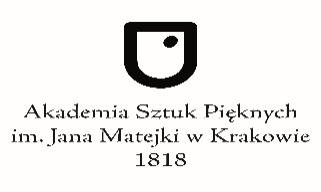 Akademia Sztuk Pięknych
im. Jana Matejki w Krakowie
1818